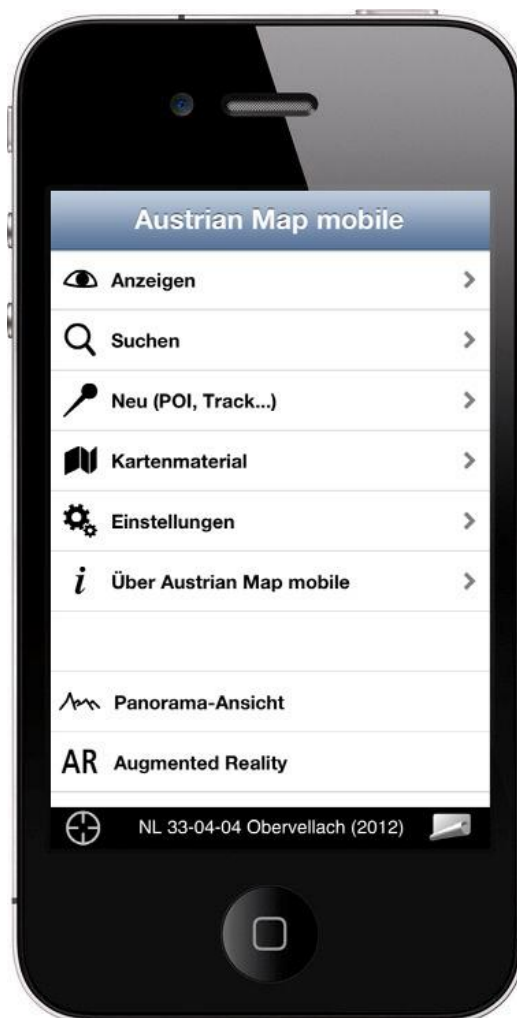 Austrian Map mobile
Anzeigen
Suchen
Neu (POI, Track...)
Kartenmaterial
Einstellungen
i Über Austrian Map mobile
Panorama-Ansicht
AR Augmented Reality
NL 33-04-04 Obervellach (2012)